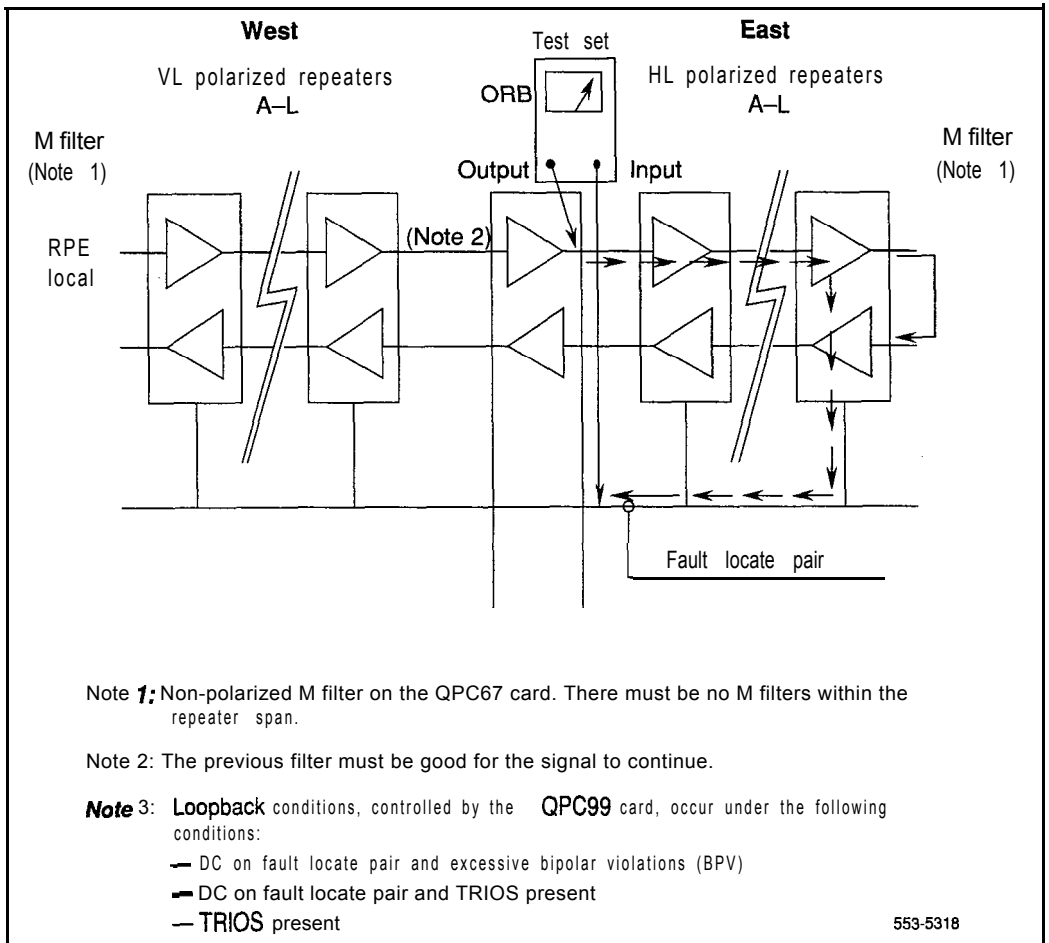 West
East
Test set
VL polarized repeaters
A–L
HL polarized repeaters
A–L
ORB
M filter
(Note 1)
M filter
(Note 1)
Output
Input
RPE
local
(Note 2)
Fault locate pair
Note 1: Non-polarized M filter on the QPC67 card. There must be no M filters within the
repeater span.
Note 2: The previous filter must be good for the signal to continue.
Note 3: Loopback conditions, controlled by the QPC99 card, occur under the following
conditions:
— DC on fault locate pair and excessive bipolar violations (BPV)
— DC on fault locate pair and TRIOS present
— TRIOS present
553-5318